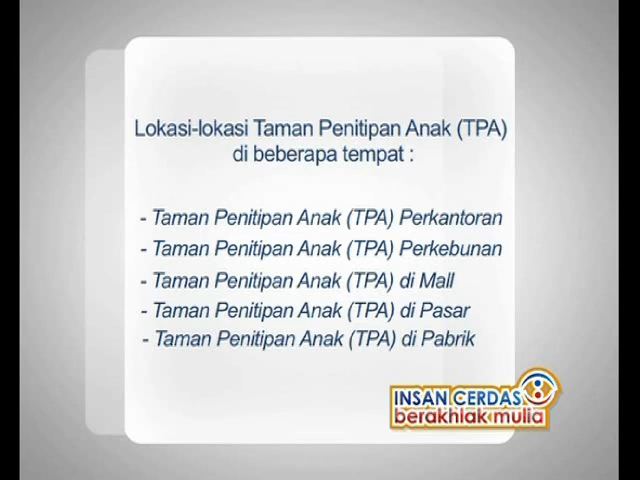 Lokasi-lokasi Taman Penitipan Anak (TPA)
di beberapa tempat :
- Taman Penitipan Anak (TPA) Perkantoran
- Taman Penitipan Anak (TPA) Perkebunan
- Taman Penitipan Anak (TPA) di Mall
- Taman Penitipan Anak (TPA) di Pasar
- Taman Penitipan Anak (TPA) di Pabrik
INSAN CERDAS
berakhlak mulia